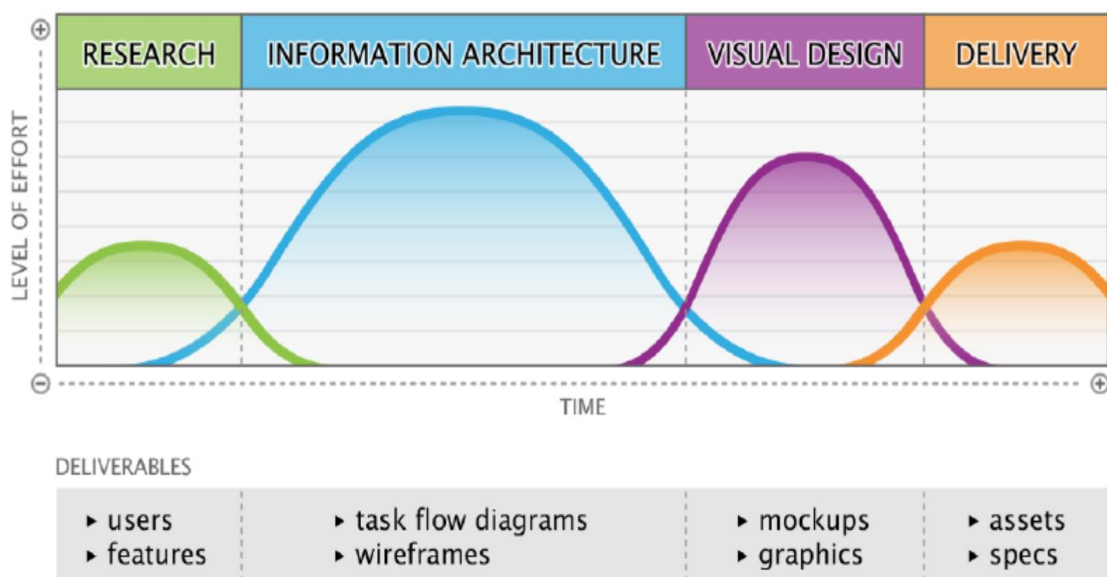 RESEARCH
INFORMATION ARCHITECTURE
VISUAL DESIGN
DELIVERY
LEVEL OF EFFORT
TIME
DELIVERABLES
▸ users
▸ features
▸ task flow diagrams
▸ wireframes
▸ mockups
▸ graphics
▸ assets
▸ specs